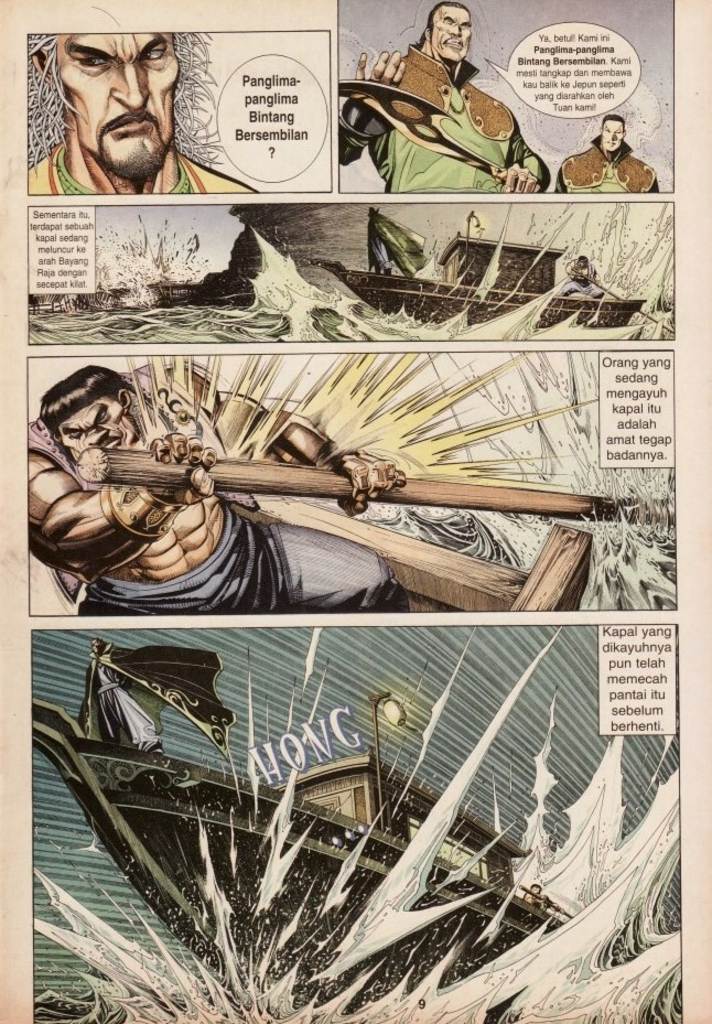 Panglima-
panglima
Bintang
Bersembilan
?
Ya, betul! Kami ini
Panglima-panglima
Bintang Bersembilan. Kami
mesti tangkap dan membawa
kau balik ke Jepun seperti
yang diarahkan oleh
Tuan kami!
Sementara itu,
terdapat sebuah
kapal sedang
meluncur ke
arah Bayang
Raja dengan
secepat kilat.
Orang yang
sedang
mengayuh
kapal itu
adalah
amat tegap
badannya.
Kapal yang
dikayuhnya
pun telah
memecah
pantai itu
sebelum
berhenti.
HONG
9